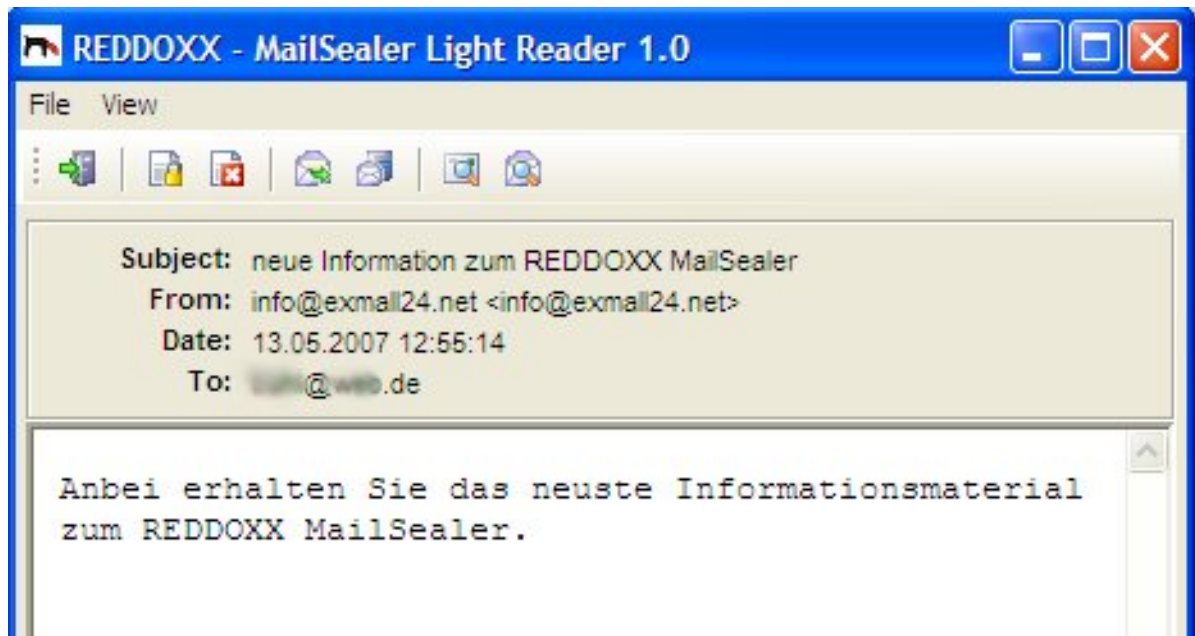 REDDOXX - MailSealer Light Reader 1.0
File View
Subject: neue Information zum REDDOXX MailSealer
From: info@exmall24.net <info@exmall24.net>
Date: 13.05.2007 12:55:14
To: @ .de
Anbei erhalten Sie das neuste Informationsmaterial
zum REDDOXX MailSealer.